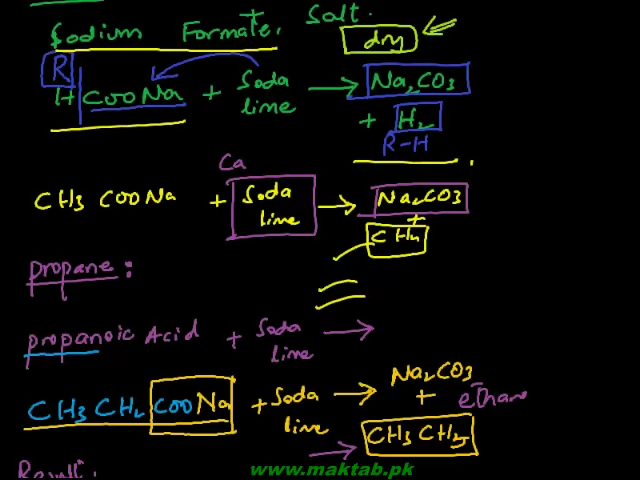 Sodium Formate. Salt.
dry
R
H COONa + Soda lime → Na2CO3
+ H2
R-H
Ca
CH3 COONa + Soda lime → Na2CO3
+
CH4
propane:
propanoic Acid + Soda lime →
CH3 CH2 COONa + Soda lime → Na2CO3
+ ethane
→ CH3 CH3
Result.
www.maktab.pk